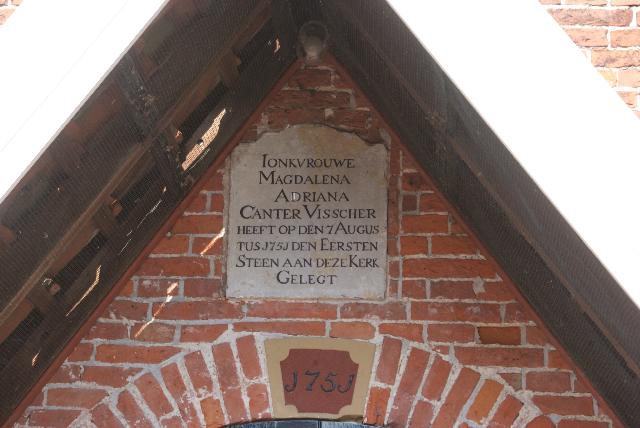 IONKVROUWE
MAGDALENA
ADRIANA
CANTER VISSCHER
HEEFT OP DEN 7 AUGUS
TUS 1751 DEN EERSTEN
STEEN AAN DEZE KERK
GELEGT
1751